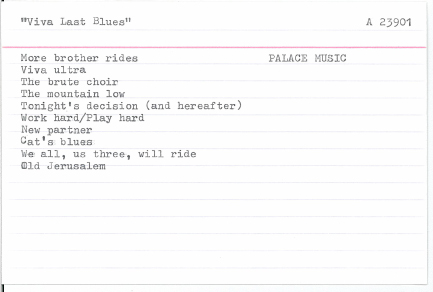 "Viva Last Blues" A 23901
More brother rides PALACE MUSIC
Viva ultra
The brute choir
The mountain low
Tonight's decision (and hereafter)
Work hard/Play hard
New partner
Cat's blues
We all, us three, will ride
Old Jerusalem